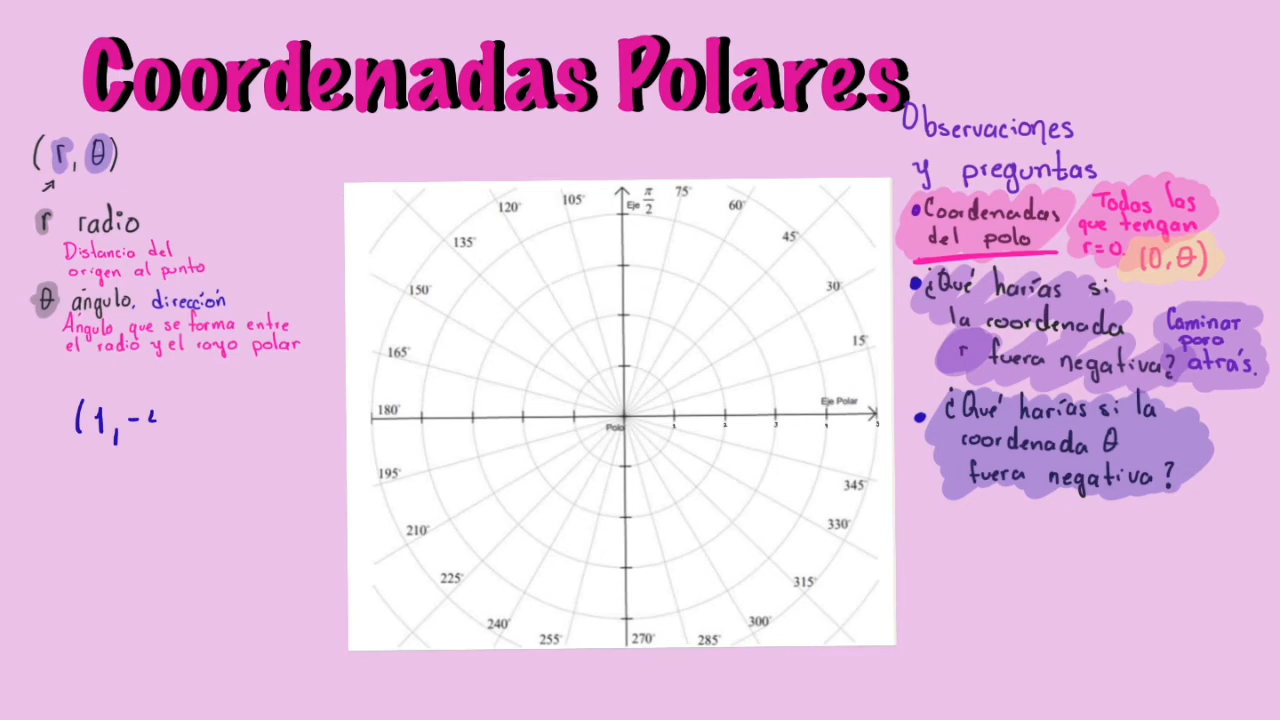 Coordenadas Polares
(r, θ)
r radio
Distancia del
origen al punto
θ ángulo, dirección
Ángulo que se forma entre
el radio y el rayo polar
(1, -
Eje π/2
75°
60°
45°
30°
15°
105°
120°
135°
150°
165°
180°
195°
210°
225°
240°
255°
270°
285°
300°
315°
330°
345°
Eje Polar
Polo
1 2 3 4 5
Observaciones
y preguntas
• Coordenadas
del polo
Todos las
que tengan
r=0. (0, θ)
• ¿Qué harías si
la coordenada
r fuera negativa?
Caminar
para
atrás.
• ¿Qué harías si la
coordenada θ
fuera negativa?